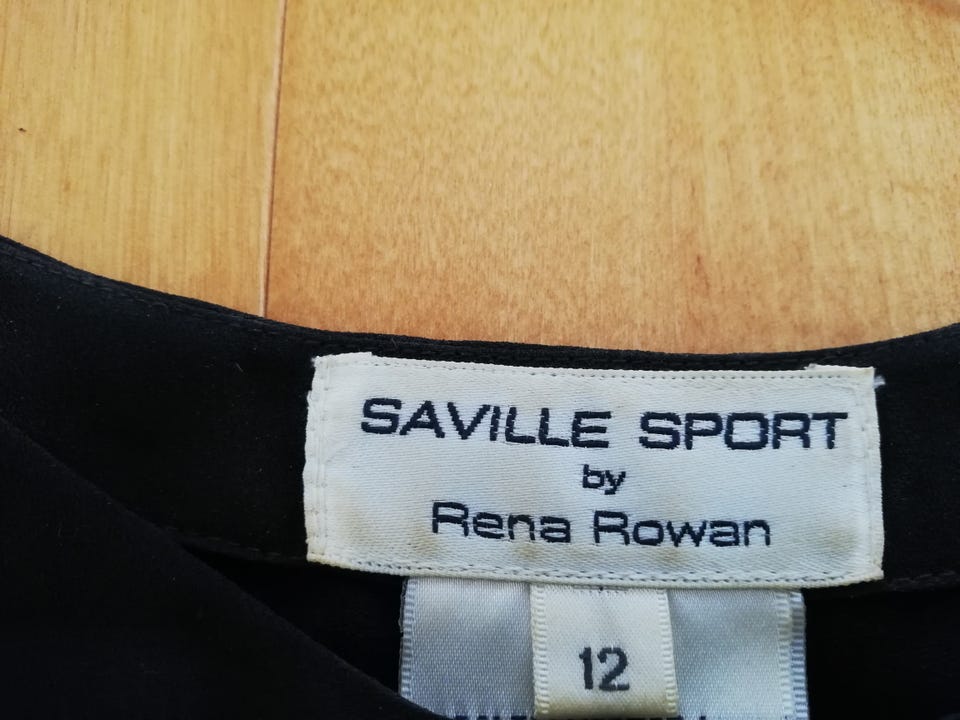 SAVILLE SPORT
by
Rena Rowan
12